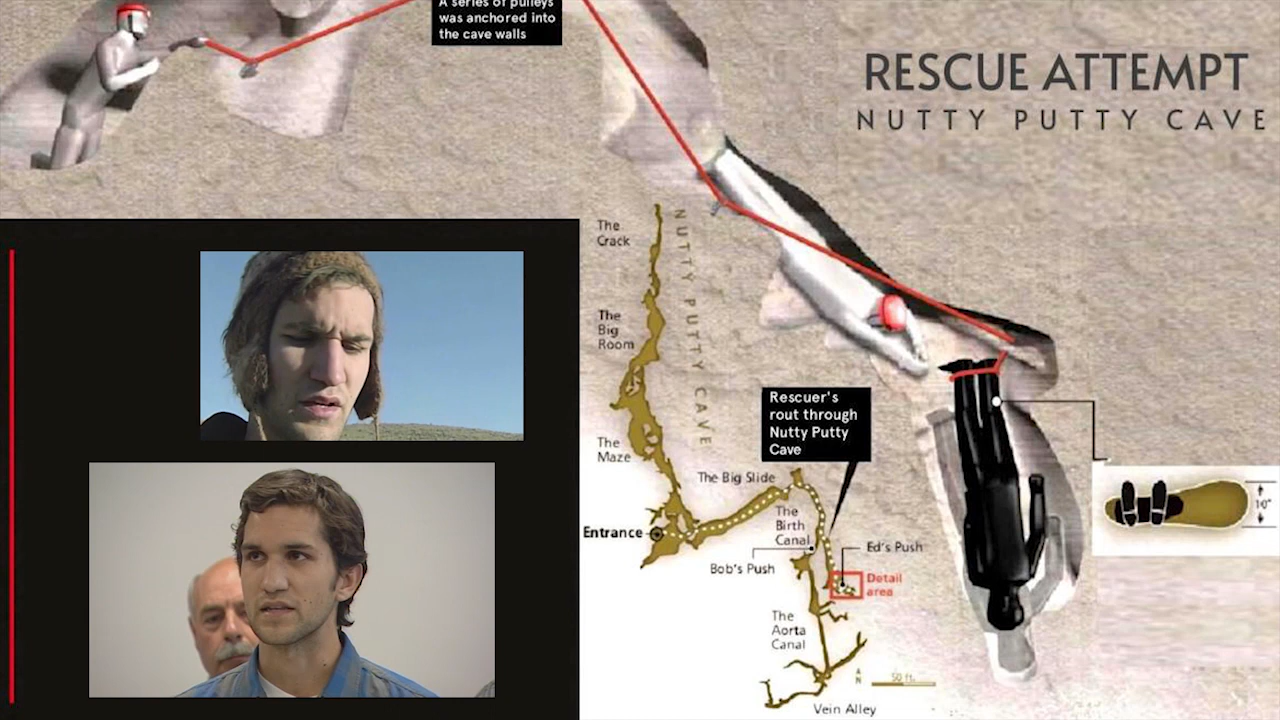 A series of pulleys
was anchored into
the cave walls
RESCUE ATTEMPT
NUTTY PUTTY CAVE
The
Crack
NUTTY PUTTY CAVE
The
Big
Room
Rescuer's
rout through
Nutty Putty
Cave
The
Maze
The Big Slide
10"
The
Birth
Canal
Entrance
Ed's Push
Bob's Push
Detail
area
The
Aorta
Canal
N
50 ft.
Vein Alley